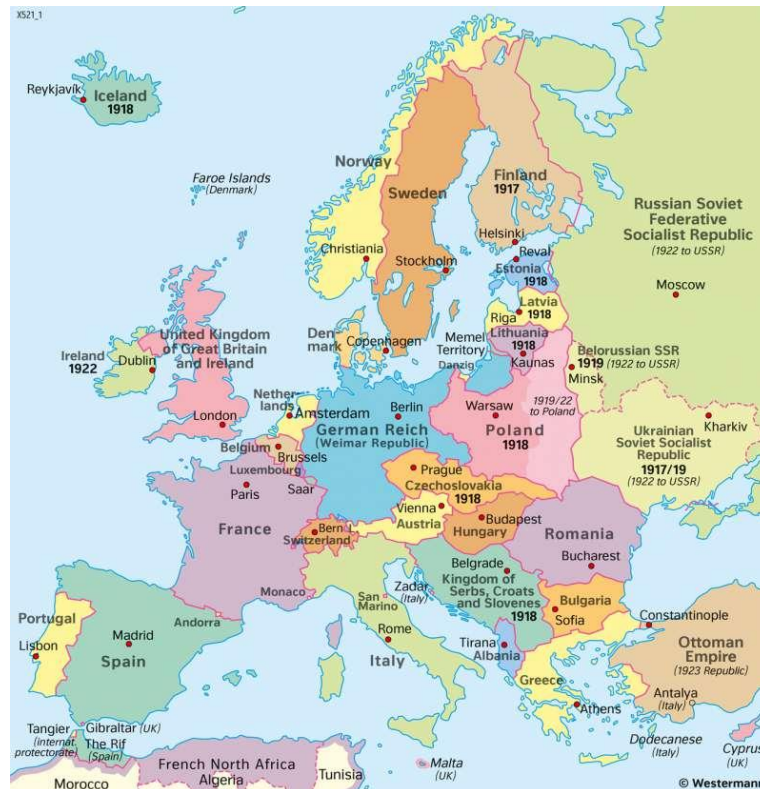 X521_1
Reykjavík
Iceland
1918
Faroe Islands
(Denmark)
Norway
Sweden
Finland
1917
Russian Soviet
Federative
Socialist Republic
(1922 to USSR)
Moscow
Helsinki
Reval
Estonia
1918
Christiania
Stockholm
Latvia
1918
Riga
Lithuania
1918
Kaunas
Memel
Territory
Danzig
Den-
mark
Copenhagen
United Kingdom
of Great Britain
and Ireland
Ireland
1922
Dublin
London
Belorussian SSR
1919 (1922 to USSR)
Minsk
Nether-
lands
Amsterdam
Berlin
German Reich
(Weimar Republic)
Warsaw
Poland
1918
1919/22
to Poland
Ukrainian
Soviet Socialist
Republic
1917/19
(1922 to USSR)
Kharkiv
Belgium
Brussels
Luxembourg
Saar
Paris
France
Prague
Czechoslovakia
1918
Vienna
Austria
Budapest
Hungary
Bern
Switzerland
Romania
Bucharest
Belgrade
Kingdom of
Serbs, Croats
and Slovenes
1918
Zadar
(Italy)
San
Marino
Monaco
Andorra
Bulgaria
Sofia
Constantinople
Portugal
Lisbon
Madrid
Spain
Rome
Italy
Tirana
Albania
Greece
Athens
Ottoman
Empire
(1923 Republic)
Antalya
(Italy)
Dodecanese
(Italy)
Cyprus
(UK)
Tangier
(internat.
protectorate)
Gibraltar (UK)
The Rif
(Spain)
French North Africa
Morocco
Algeria
Tunisia
Malta
(UK)
© Westermann